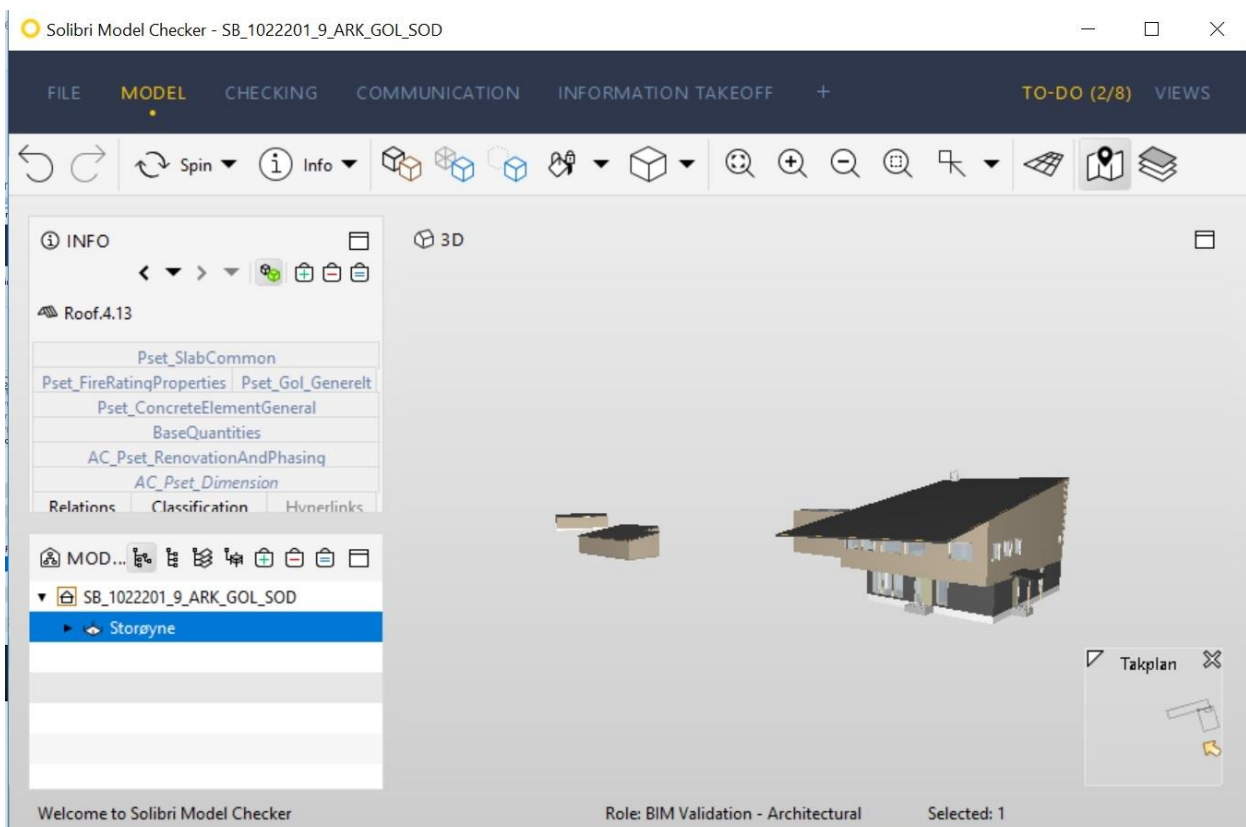 Solibri Model Checker - SB_1022201_9_ARK_GOL_SOD
FILE MODEL CHECKING COMMUNICATION INFORMATION TAKEOFF + TO-DO (2/8) VIEWS
Spin Info
INFO
3D
Roof.4.13
Pset_SlabCommon
Pset_FireRatingProperties Pset_Gol_Generelt
Pset_ConcreteElementGeneral
BaseQuantities
AC_Pset_RenovationAndPhasing
AC_Pset_Dimension
Relations Classification Hyperlinks
MOD...
SB_1022201_9_ARK_GOL_SOD
Storøyne
Takplan
Welcome to Solibri Model Checker Role: BIM Validation - Architectural Selected: 1